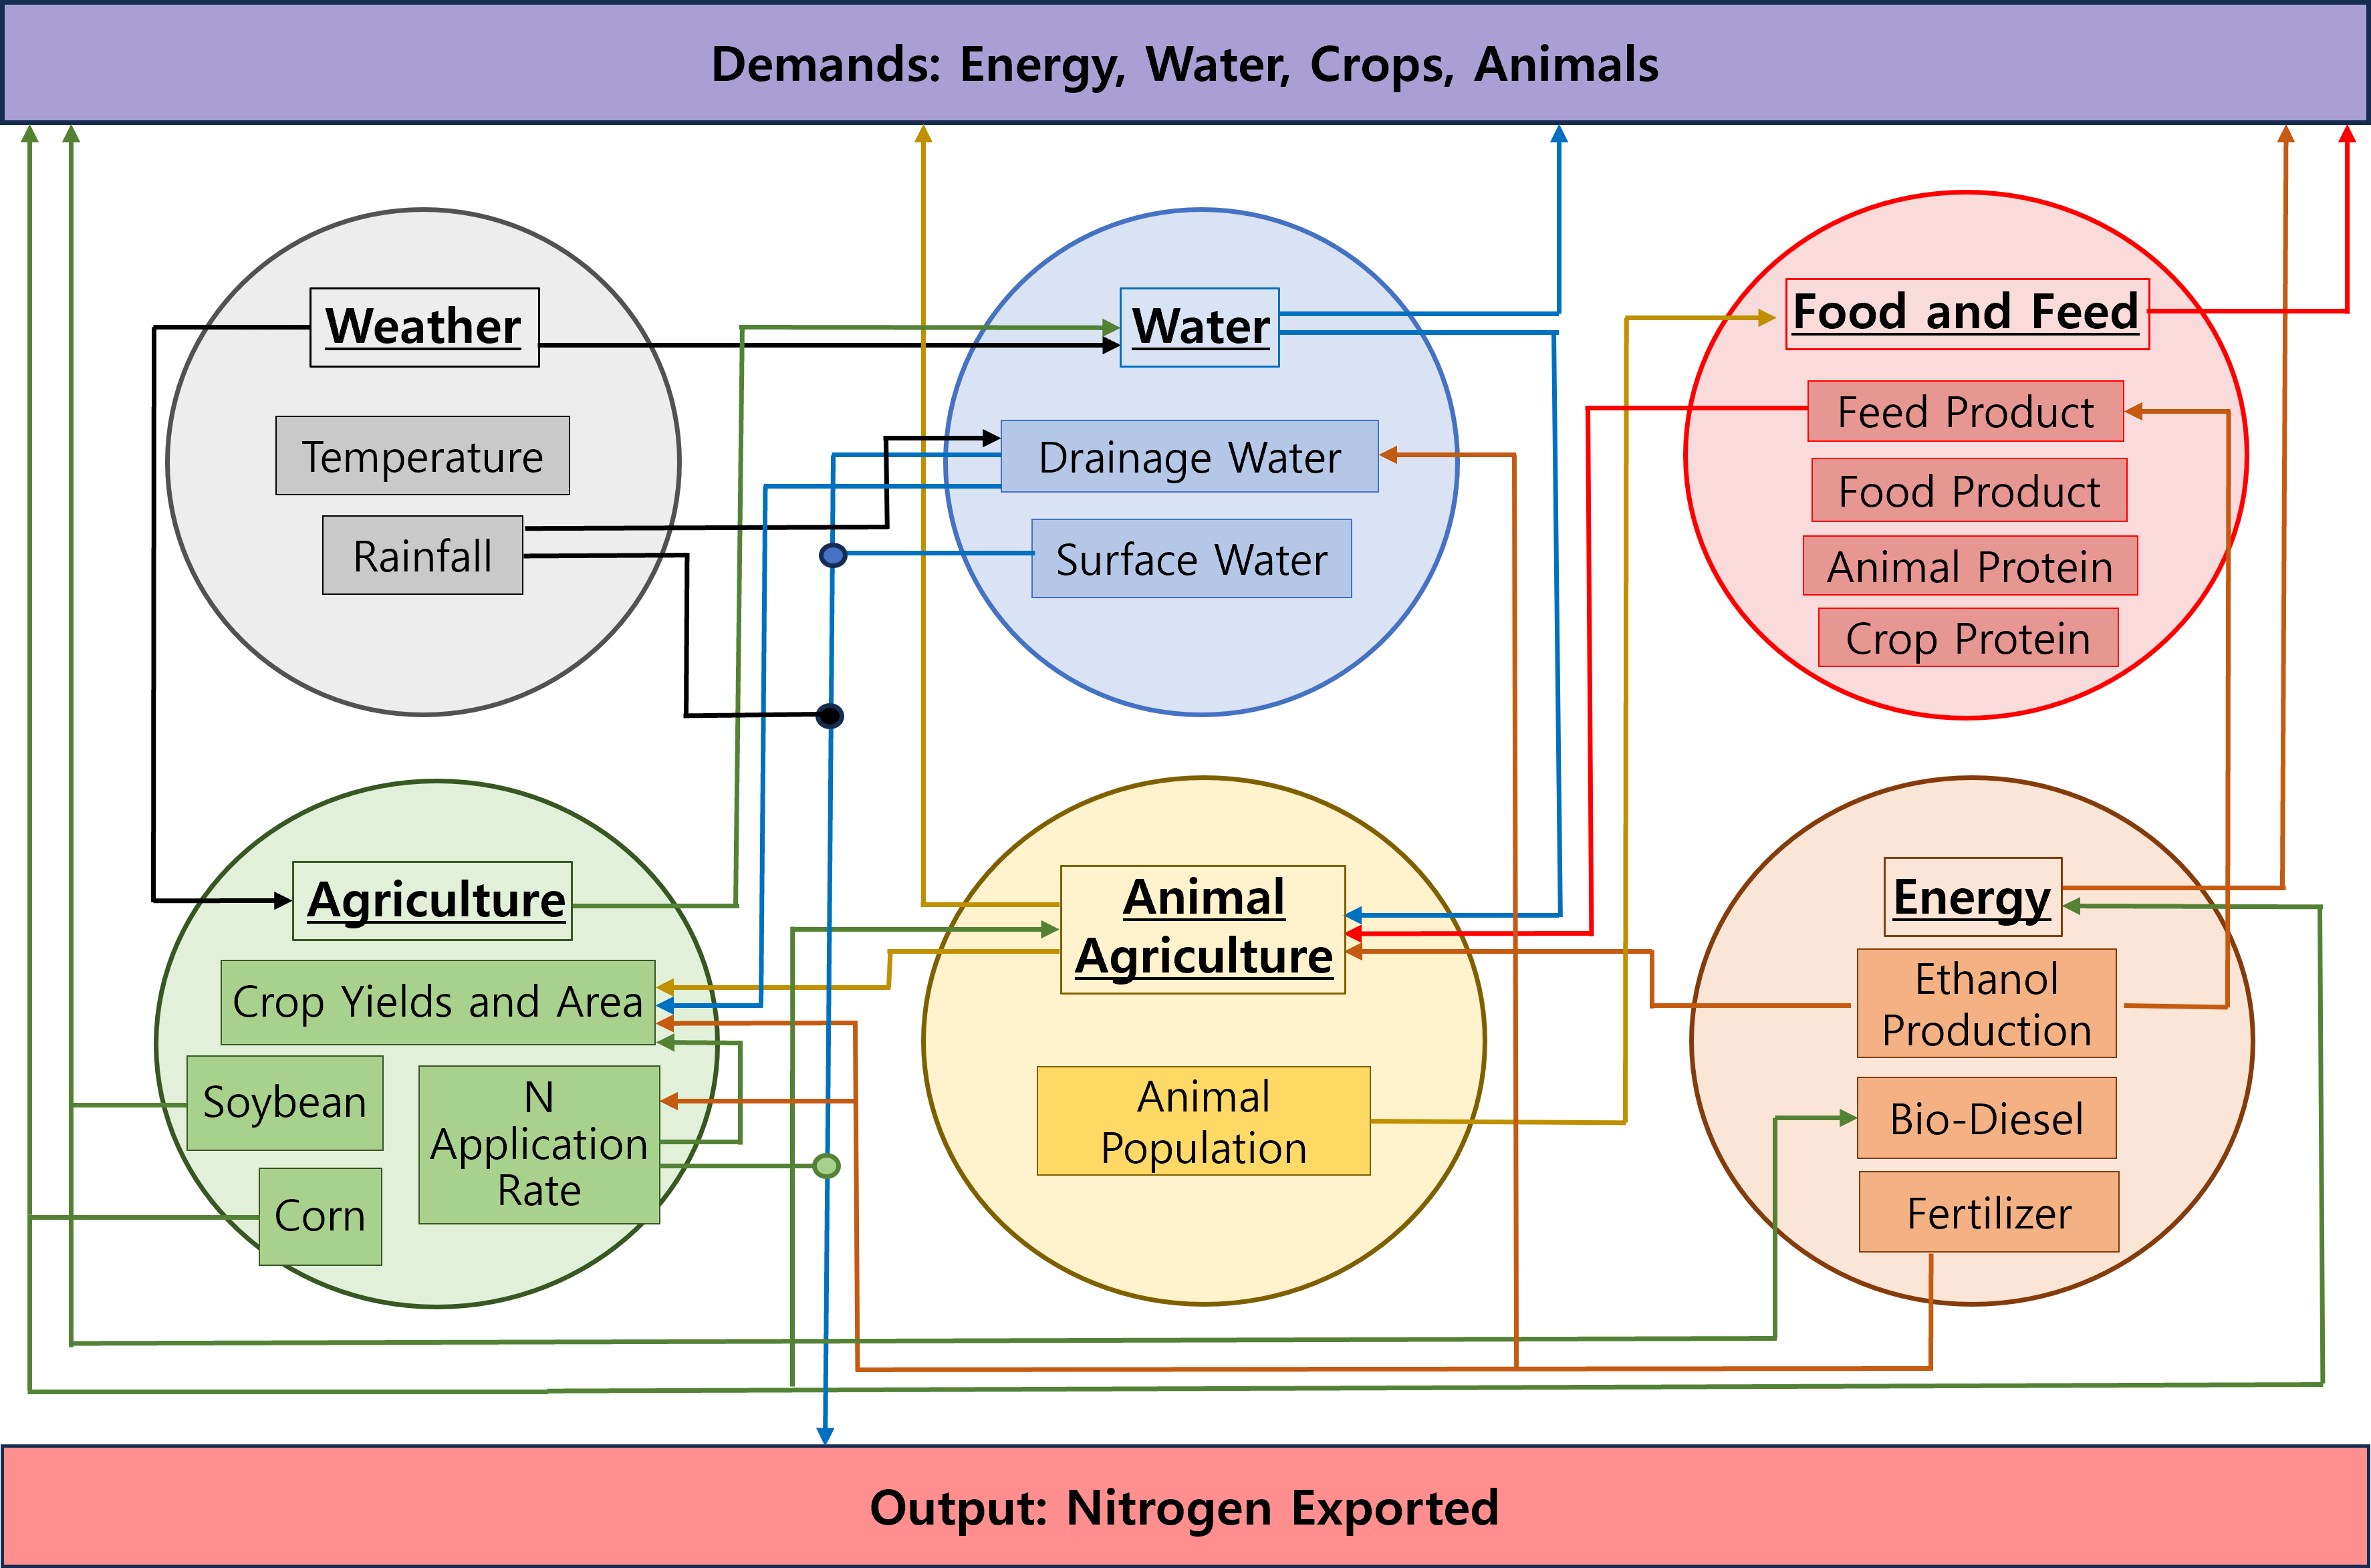 Demands: Energy, Water, Crops, Animals
Weather
Temperature
Rainfall
Water
Drainage Water
Surface Water
Food and Feed
Feed Product
Food Product
Animal Protein
Crop Protein
Agriculture
Crop Yields and Area
Soybean
N
Application
Rate
Corn
Animal
Agriculture
Animal
Population
Energy
Ethanol
Production
Bio-Diesel
Fertilizer
Output: Nitrogen Exported